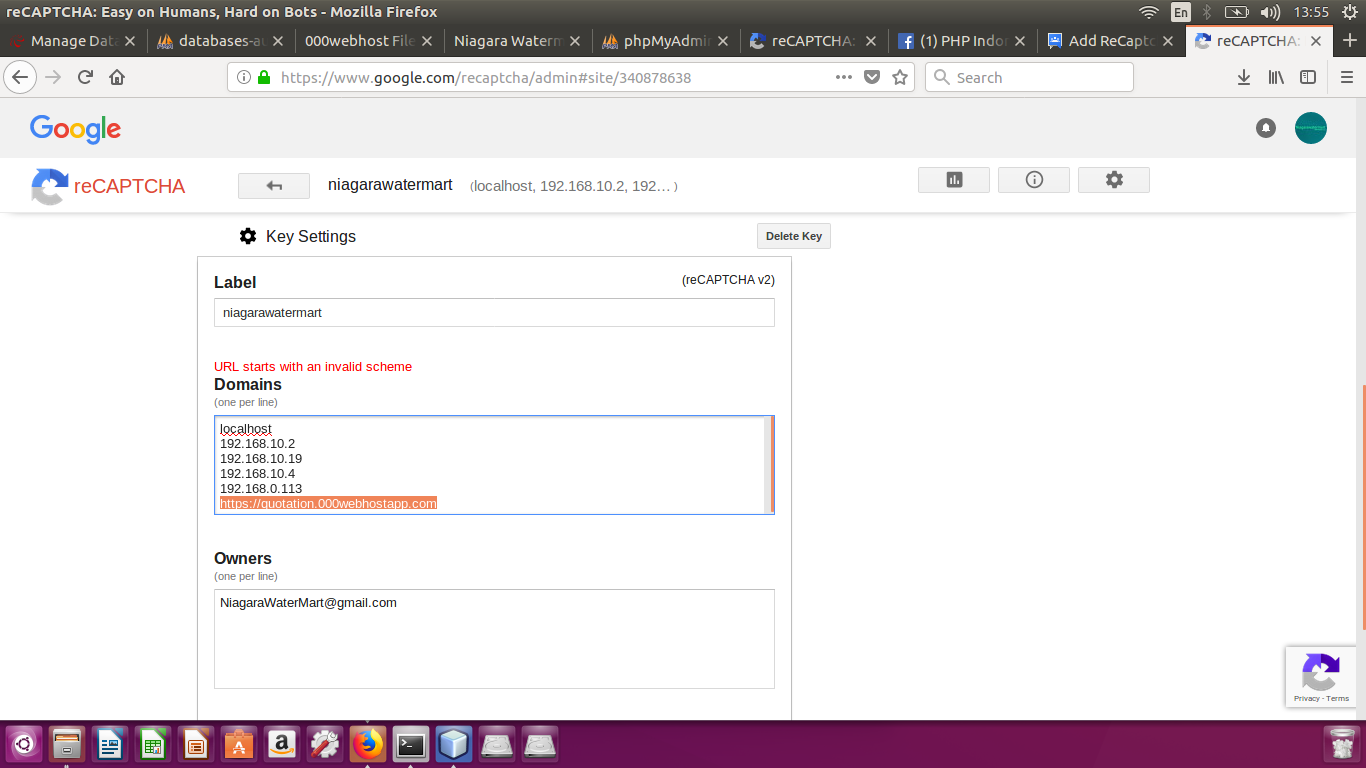 reCAPTCHA: Easy on Humans, Hard on Bots - Mozilla Firefox
En
13:55
Manage Data
databases-au
000webhost File
Niagara Waterm
phpMyAdmin
reCAPTCHA:
(1) PHP Indon
Add ReCaptc
reCAPTCHA:
https://www.google.com/recaptcha/admin#site/340878638
Search
Google
reCAPTCHA
niagarawatermart
(localhost, 192.168.10.2, 192... )
Key Settings
Delete Key
Label
(reCAPTCHA v2)
niagarawatermart
URL starts with an invalid scheme
Domains
(one per line)
localhost
192.168.10.2
192.168.10.19
192.168.10.4
192.168.0.113
https://quotation.000webhostapp.com
Owners
(one per line)
NiagaraWaterMart@gmail.com
Privacy - Terms